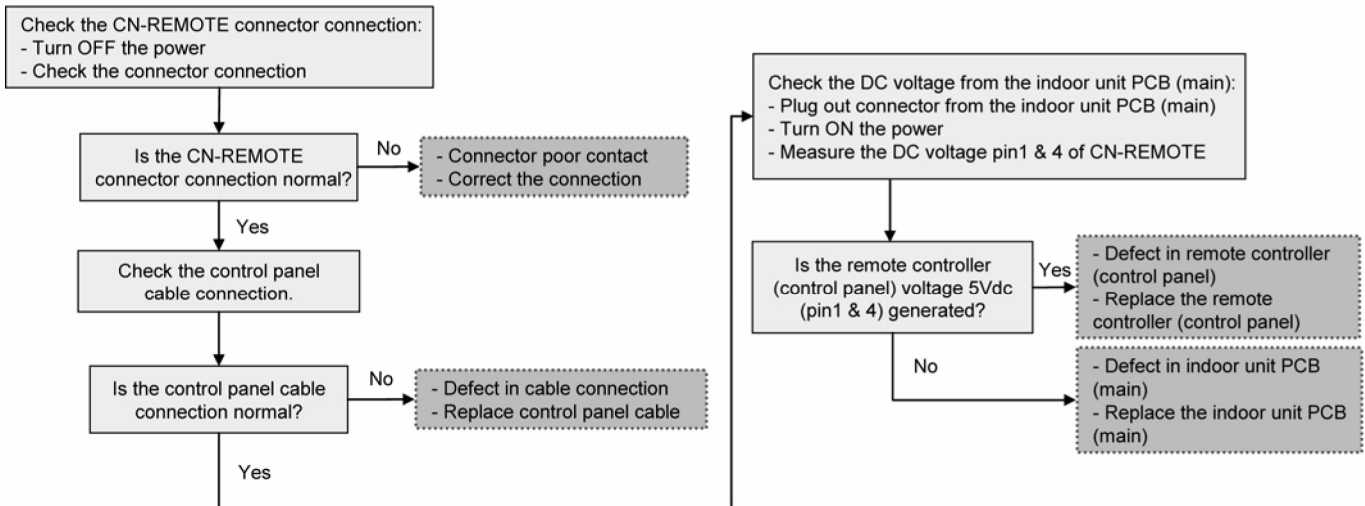 Check the CN-REMOTE connector connection:
- Turn OFF the power
- Check the connector connection
Is the CN-REMOTE
connector connection normal?
No
- Connector poor contact
- Correct the connection
Yes
Check the control panel
cable connection.
Is the control panel cable
connection normal?
No
- Defect in cable connection
- Replace control panel cable
Yes
Check the DC voltage from the indoor unit PCB (main):
- Plug out connector from the indoor unit PCB (main)
- Turn ON the power
- Measure the DC voltage pin1 & 4 of CN-REMOTE
Is the remote controller
(control panel) voltage 5Vdc
(pin1 & 4) generated?
Yes
- Defect in remote controller
(control panel)
- Replace the remote
controller (control panel)
No
- Defect in indoor unit PCB
(main)
- Replace the indoor unit PCB
(main)